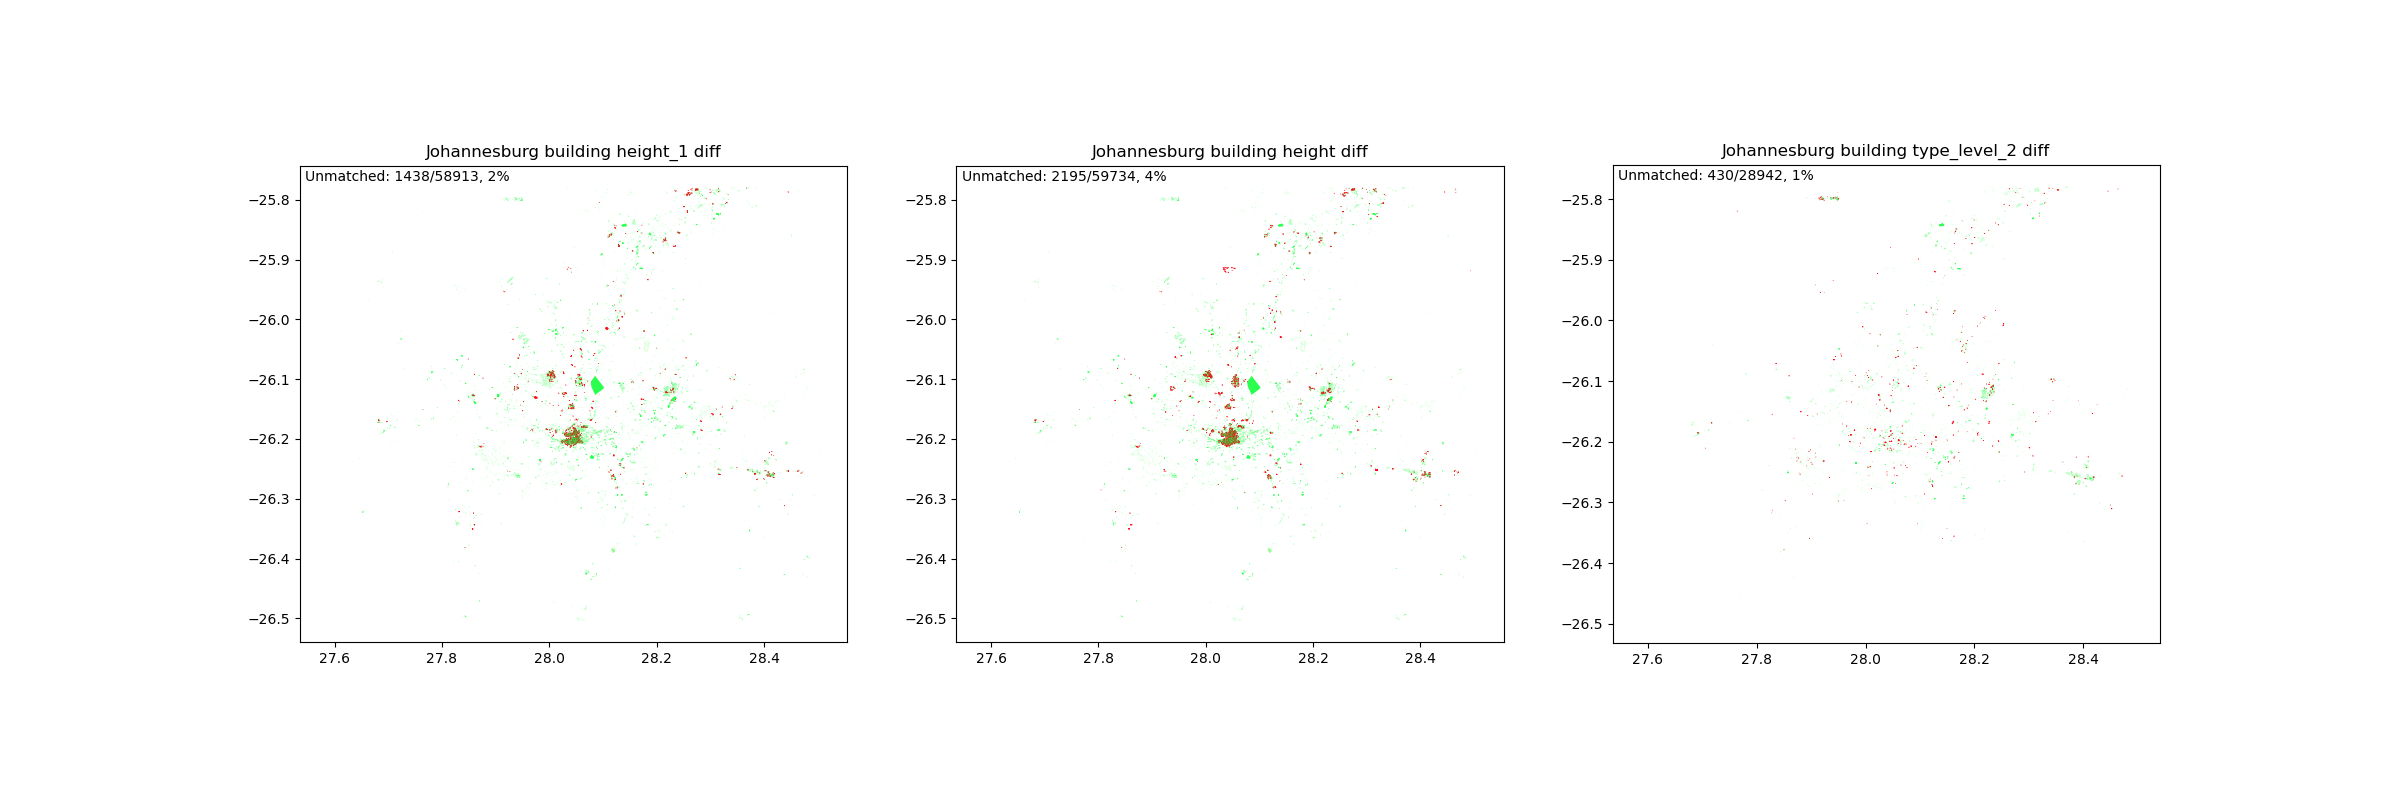 Johannesburg building height_1 diff
Unmatched: 1438/58913, 2%
−25.8
−25.9
−26.0
−26.1
−26.2
−26.3
−26.4
−26.5
27.6 27.8 28.0 28.2 28.4
Johannesburg building height diff
Unmatched: 2195/59734, 4%
−25.8
−25.9
−26.0
−26.1
−26.2
−26.3
−26.4
−26.5
27.6 27.8 28.0 28.2 28.4
Johannesburg building type_level_2 diff
Unmatched: 430/28942, 1%
−25.8
−25.9
−26.0
−26.1
−26.2
−26.3
−26.4
−26.5
27.6 27.8 28.0 28.2 28.4